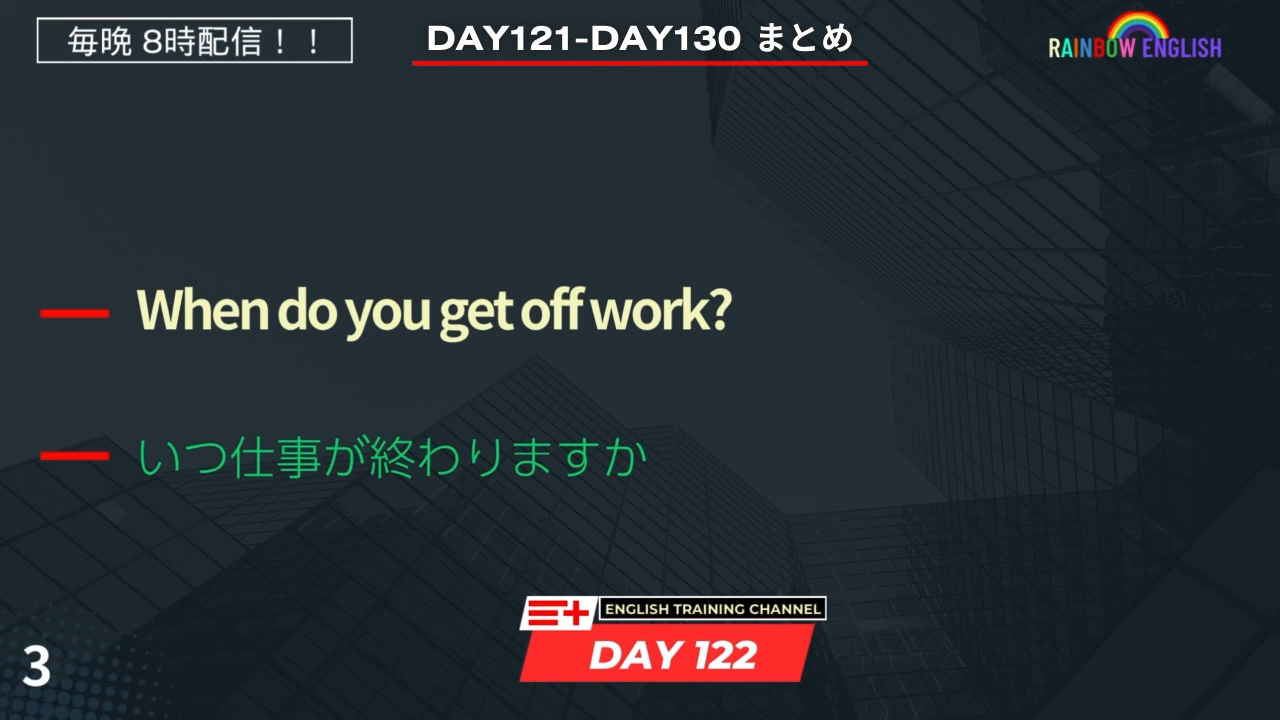 毎晩 8時配信！！
DAY121-DAY130 まとめ
RAINBOW ENGLISH
When do you get off work?
いつ仕事が終わりますか
ENGLISH TRAINING CHANNEL
DAY 122
3